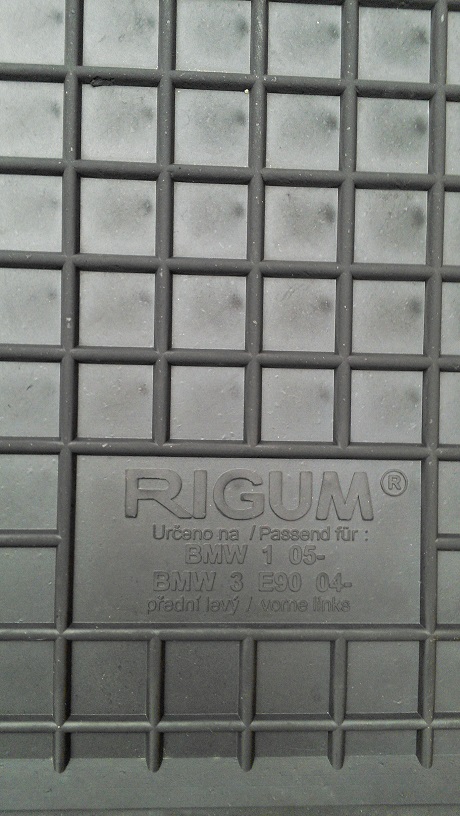 RIGUM®
Určeno na / Passend für :
BMW 1 05-
BMW 3 E90 04-
přední levý / vorne links